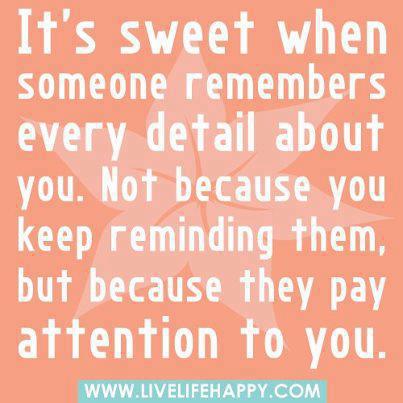 It's sweet when
someone remembers
every detail about
you. Not because you
keep reminding them,
but because they pay
attention to you.
WWW.LIVELIFEHAPPY.COM